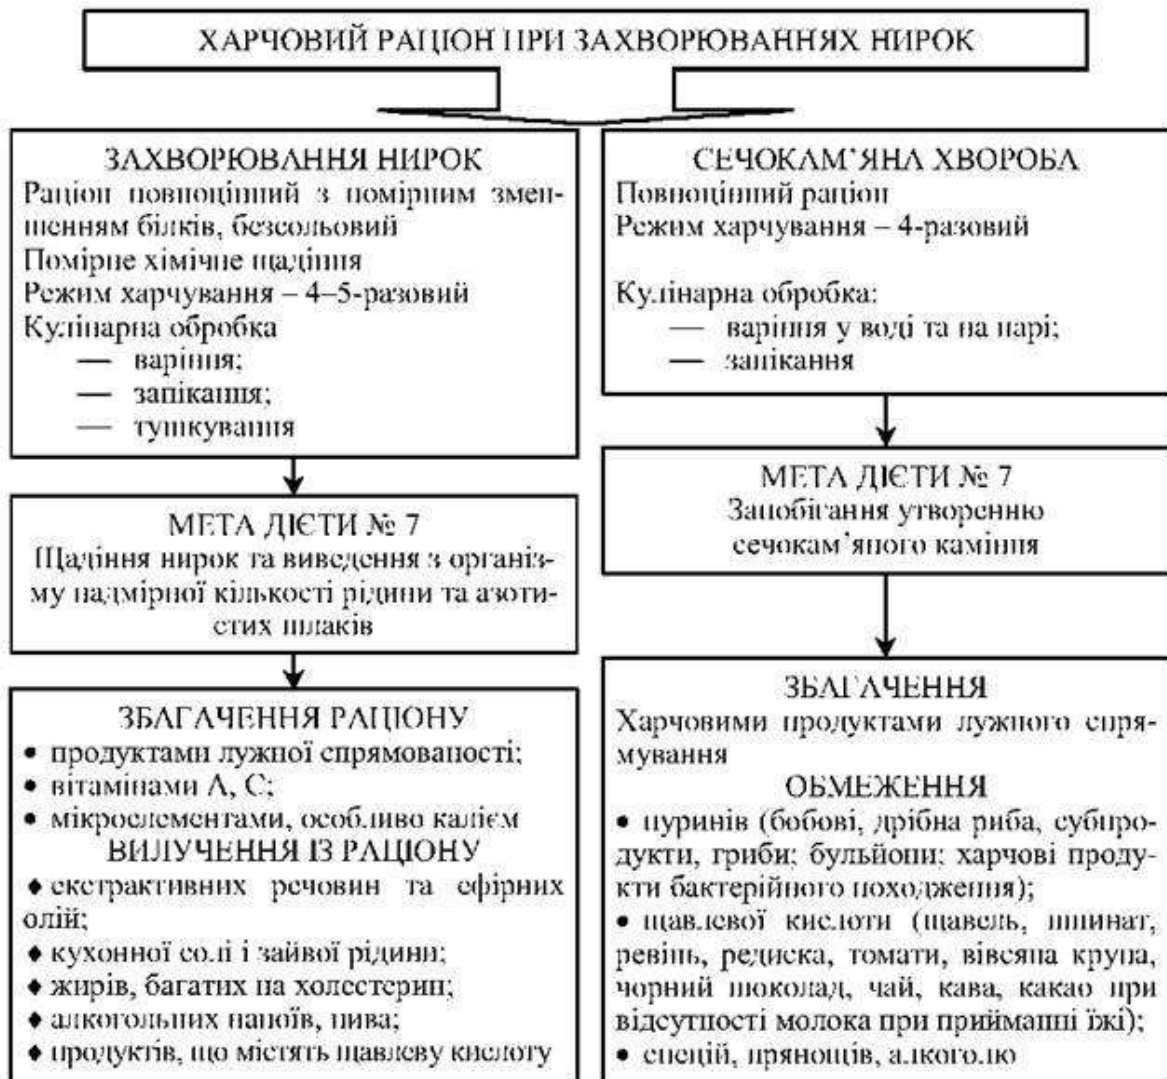 ХАРЧОВИЙ РАЦІОН ПРИ ЗАХВОРЮВАННЯХ НИРОК
ЗАХВОРЮВАННЯ НИРОК
Раціон повноцінний з помірним змен-
шенням білків, безсольовий
Помірне хімічне щадіння
Режим харчування – 4–5-разовий
Кулінарна обробка
— варіння;
— запікання;
— тушкування
МЕТА ДІЄТИ № 7
Щадіння нирок та виведення з організ-
му надмірної кількості рідини та азоти-
стих шлаків
ЗБАГАЧЕННЯ РАЦІОНУ
• продуктами лужної спрямованості;
• вітамінами А, С;
• мікроелементами, особливо калієм
ВИЛУЧЕННЯ ІЗ РАЦІОНУ
♦ екстрактивних речовин та ефірних
олій;
♦ кухонної солі і зайвої рідини;
♦ жирів, багатих на холестерин;
♦ алкогольних напоїв, пива;
♦ продуктів, що містять щавлеву кислоту
СЕЧОКАМ’ЯНА ХВОРОБА
Повноцінний раціон
Режим харчування – 4-разовий
Кулінарна обробка:
— варіння у воді та на парі;
— запікання
МЕТА ДІЄТИ № 7
Запобігання утворенню
сечокам’яного каміння
ЗБАГАЧЕННЯ
Харчовими продуктами лужного спря-
мування
ОБМЕЖЕННЯ
• пуринів (бобові, дрібна риба, субпро-
дукти, гриби; бульйони; харчові проду-
кти бактерійного походження);
• щавлевої кислоти (щавель, шпинат,
ревінь, редиска, томати, вівсяна крупа,
чорний шоколад, чай, кава, какао при
відсутності молока при прийманні їжі);
• спецій, прянощів, алкоголю